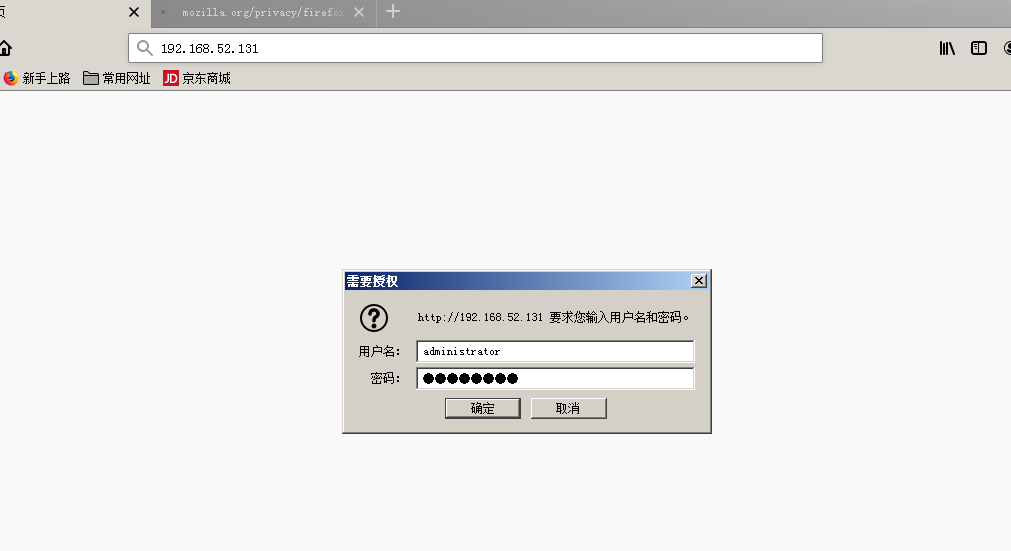 页
mozilla.org/privacy/firefox
192.168.52.131
新手上路 常用网址 JD 京东商城
需要授权
http://192.168.52.131 要求您输入用户名和密码。
用户名: administrator
密码: ●●●●●●●●
确定 取消